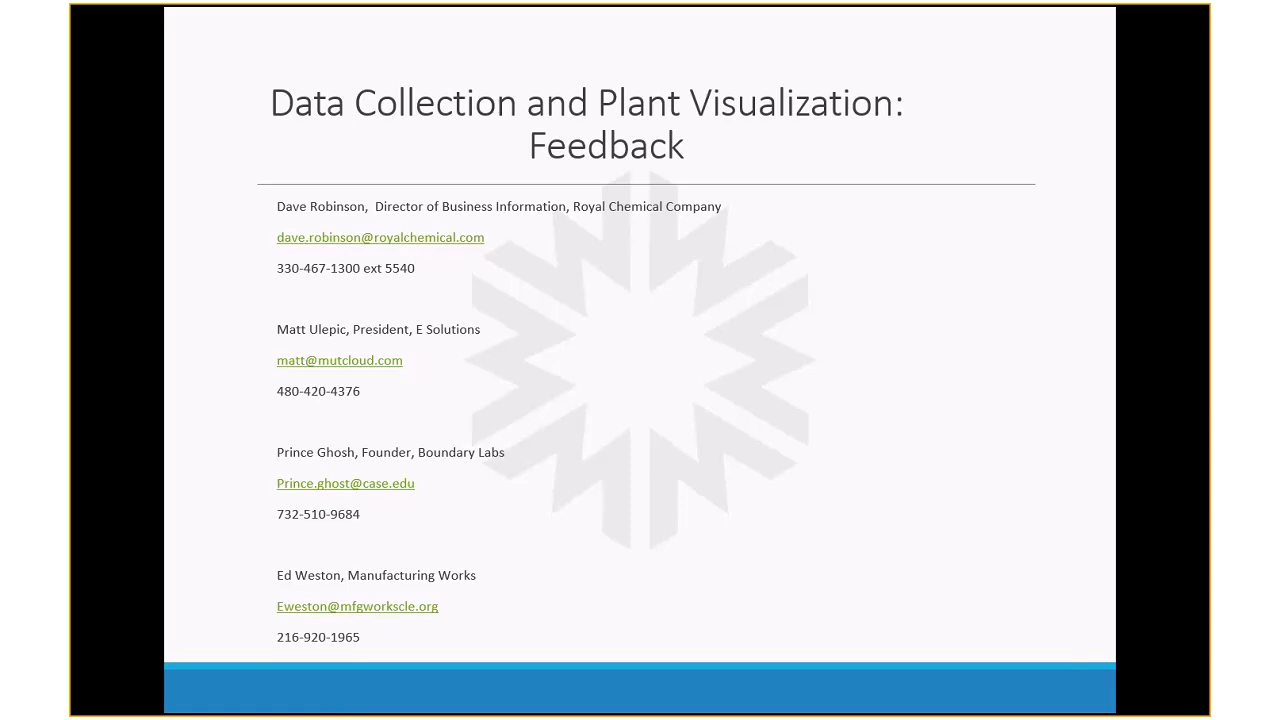 Data Collection and Plant Visualization:
Feedback
Dave Robinson,  Director of Business Information, Royal Chemical Company
dave.robinson@royalchemical.com
330-467-1300 ext 5540
Matt Ulepic, President, E Solutions
matt@mutcloud.com
480-420-4376
Prince Ghosh, Founder, Boundary Labs
Prince.ghost@case.edu
732-510-9684
Ed Weston, Manufacturing Works
Eweston@mfgworkscle.org
216-920-1965